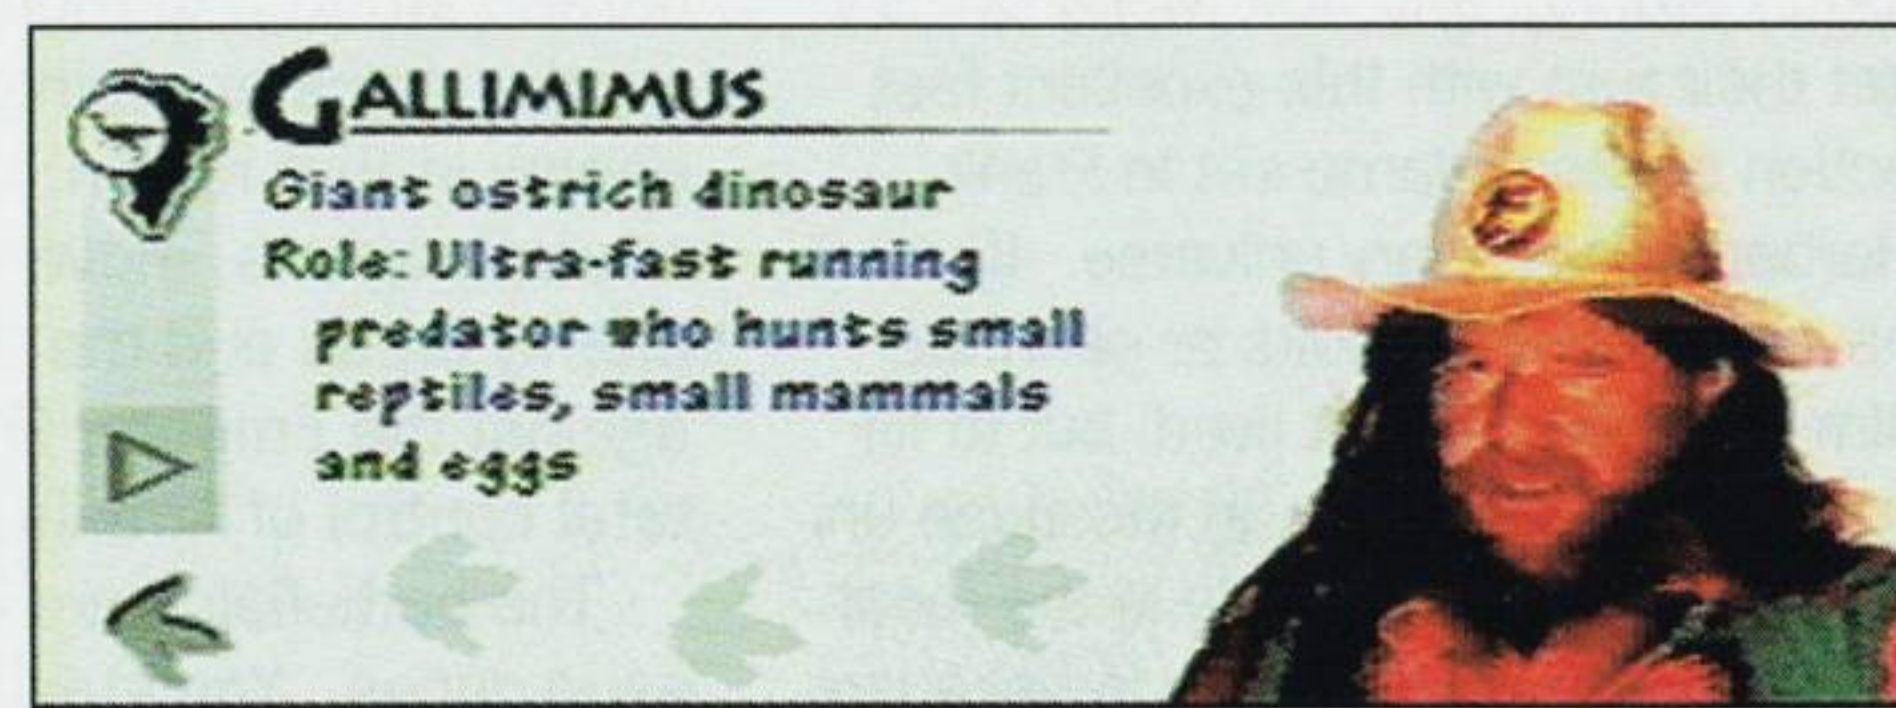 GALLIMIMUS
Giant ostrich dinosaur
Role: Ultra-fast running
predator who hunts small
reptiles, small mammals
and eggs